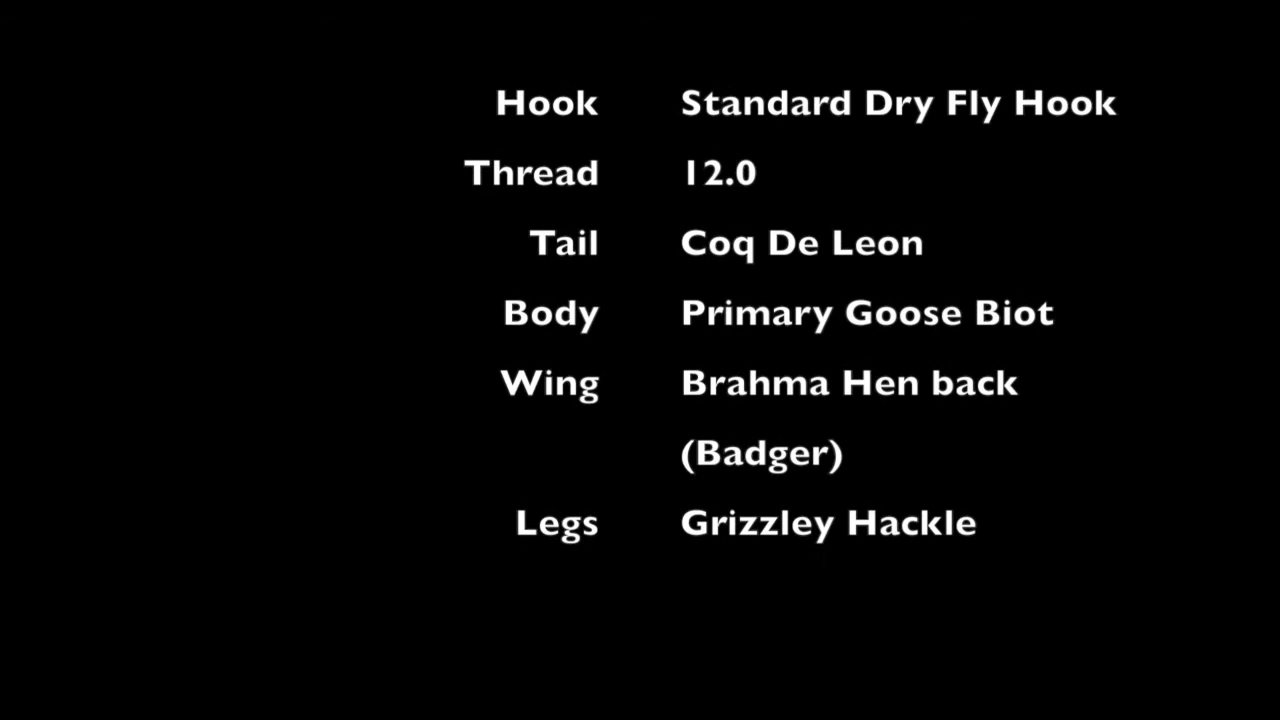 Hook Standard Dry Fly Hook
Thread 12.0
Tail Coq De Leon
Body Primary Goose Biot
Wing Brahma Hen back
(Badger)
Legs Grizzley Hackle